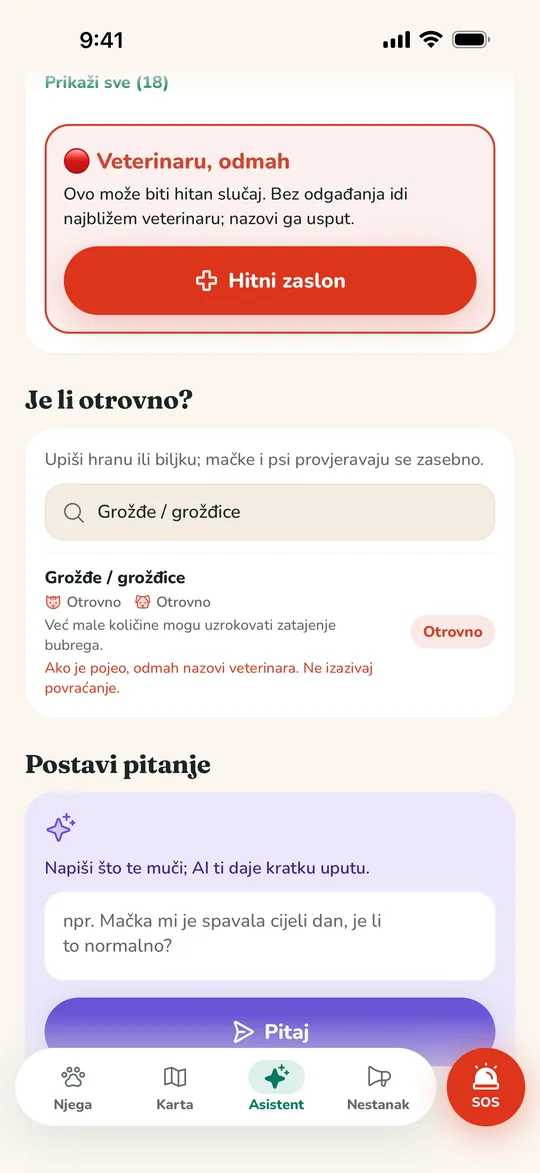 9:41
Prikaži sve (18)
Veterinaru, odmah
Ovo može biti hitan slučaj. Bez odgađanja idi
najbližem veterinaru; nazovi ga usput.
Hitni zaslon
Je li otrovno?
Upiši hranu ili biljku; mačke i psi provjeravaju se zasebno.
Grožđe / grožđice
Grožđe / grožđice
Otrovno Otrovno
Već male količine mogu uzrokovati zatajenje
bubrega.
Otrovno
Ako je pojeo, odmah nazovi veterinara. Ne izazivaj
povraćanje.
Postavi pitanje
Napiši što te muči; AI ti daje kratku uputu.
npr. Mačka mi je spavala cijeli dan, je li
to normalno?
Pitaj
Njega Karta Asistent Nestanak SOS